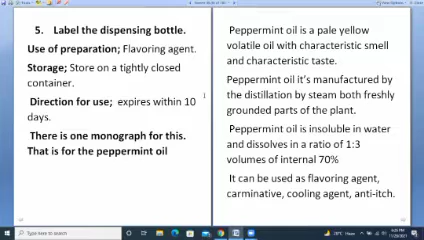 5. Label the dispensing bottle.
Use of preparation; Flavoring agent.
Storage; Store on a tightly closed
container.
Direction for use; expires within 10
days.
There is one monograph for this.
That is for the peppermint oil
Peppermint oil is a pale yellow
volatile oil with characteristic smell
and characteristic taste.
Peppermint oil it's manufactured by
the distillation by steam both freshly
grounded parts of the plant.
Peppermint oil is insoluble in water
and dissolves in a ratio of 1:3
volumes of internal 70%
It can be used as flavoring agent,
carminative, cooling agent, anti-itch.
Type here to search